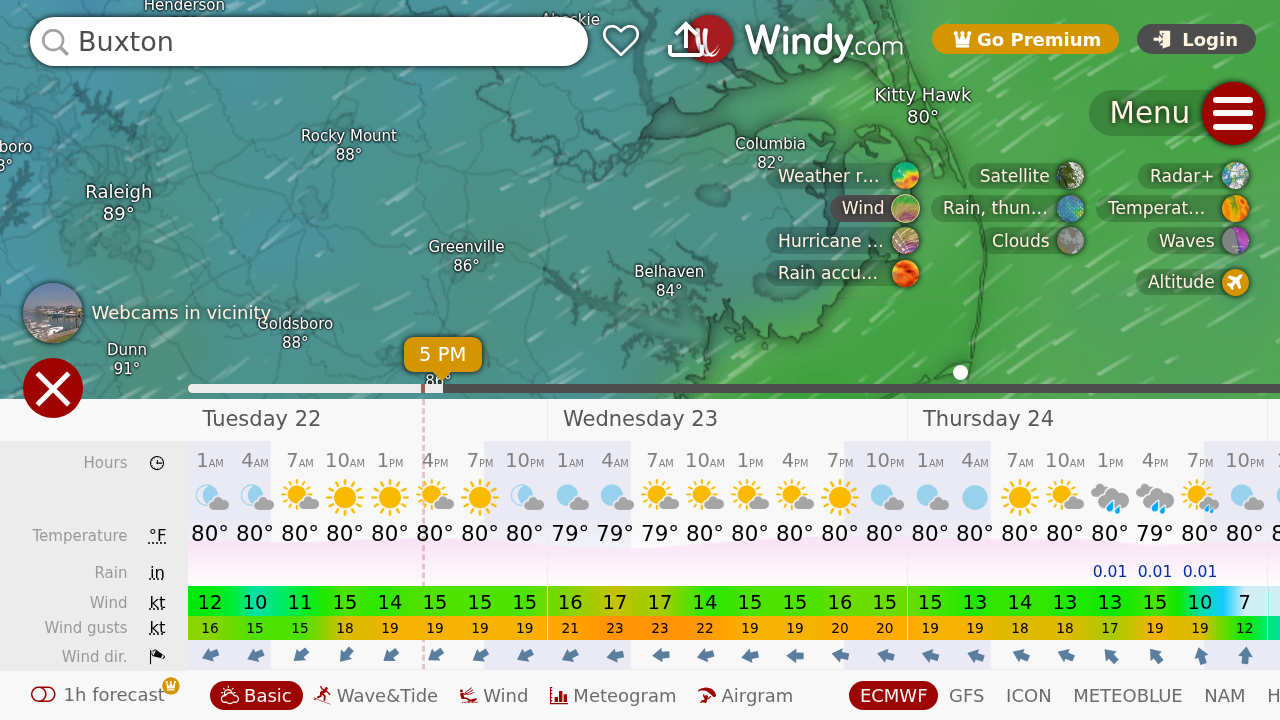 Henderson
Buxton
Windy.com
Go Premium
Login
Kitty Hawk
80°
Menu
Rocky Mount
88°
Columbia
82°
boro
Raleigh
89°
Weather r...
Satellite
Radar+
Wind
Rain, thun...
Temperat...
Hurricane ...
Clouds
Waves
Rain accu...
Altitude
Greenville
86°
Belhaven
84°
Webcams in vicinity
Goldsboro
88°
Dunn
91°
5 PM
86°
Tuesday 22
Wednesday 23
Thursday 24
Hours 1AM 4AM 7AM 10AM 1PM 4PM 7PM 10PM 1AM 4AM 7AM 10AM 1PM 4PM 7PM 10PM 1AM 4AM 7AM 10AM 1PM 4PM 7PM 10PM
Temperature °F 80° 80° 80° 80° 80° 80° 80° 80° 79° 79° 79° 80° 80° 80° 80° 80° 80° 80° 80° 80° 80° 79° 80° 80° 8
Rain in 0.01 0.01 0.01
Wind kt 12 10 11 15 14 15 15 15 16 17 17 14 15 15 16 15 15 13 14 13 13 15 10 7
Wind gusts kt 16 15 15 18 19 19 19 19 21 23 23 22 19 19 20 20 19 19 18 18 17 19 19 12
Wind dir.
1h forecast
Basic
Wave&Tide
Wind
Meteogram
Airgram
ECMWF
GFS
ICON
METEOBLUE
NAM
H